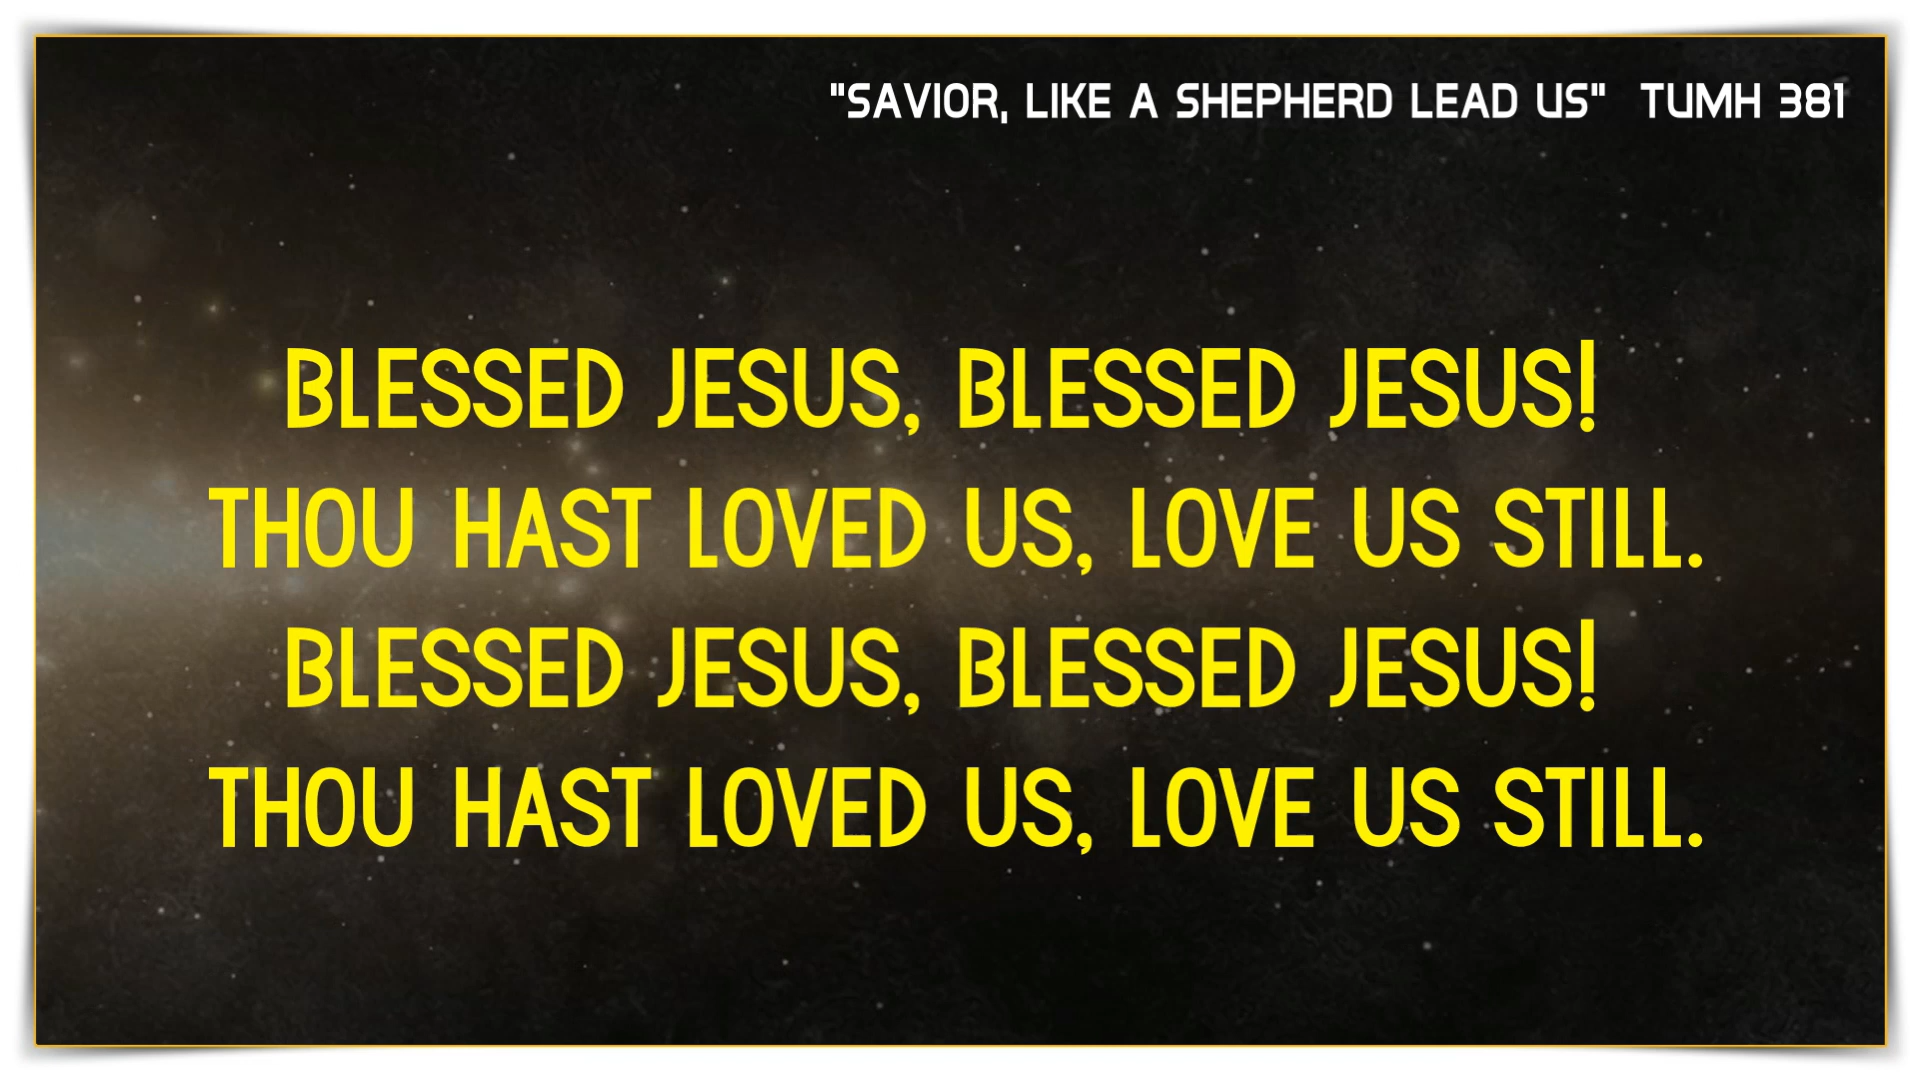 "SAVIOR, LIKE A SHEPHERD LEAD US"  TUMH 381
BLESSED JESUS, BLESSED JESUS!
THOU HAST LOVED US, LOVE US STILL.
BLESSED JESUS, BLESSED JESUS!
THOU HAST LOVED US, LOVE US STILL.